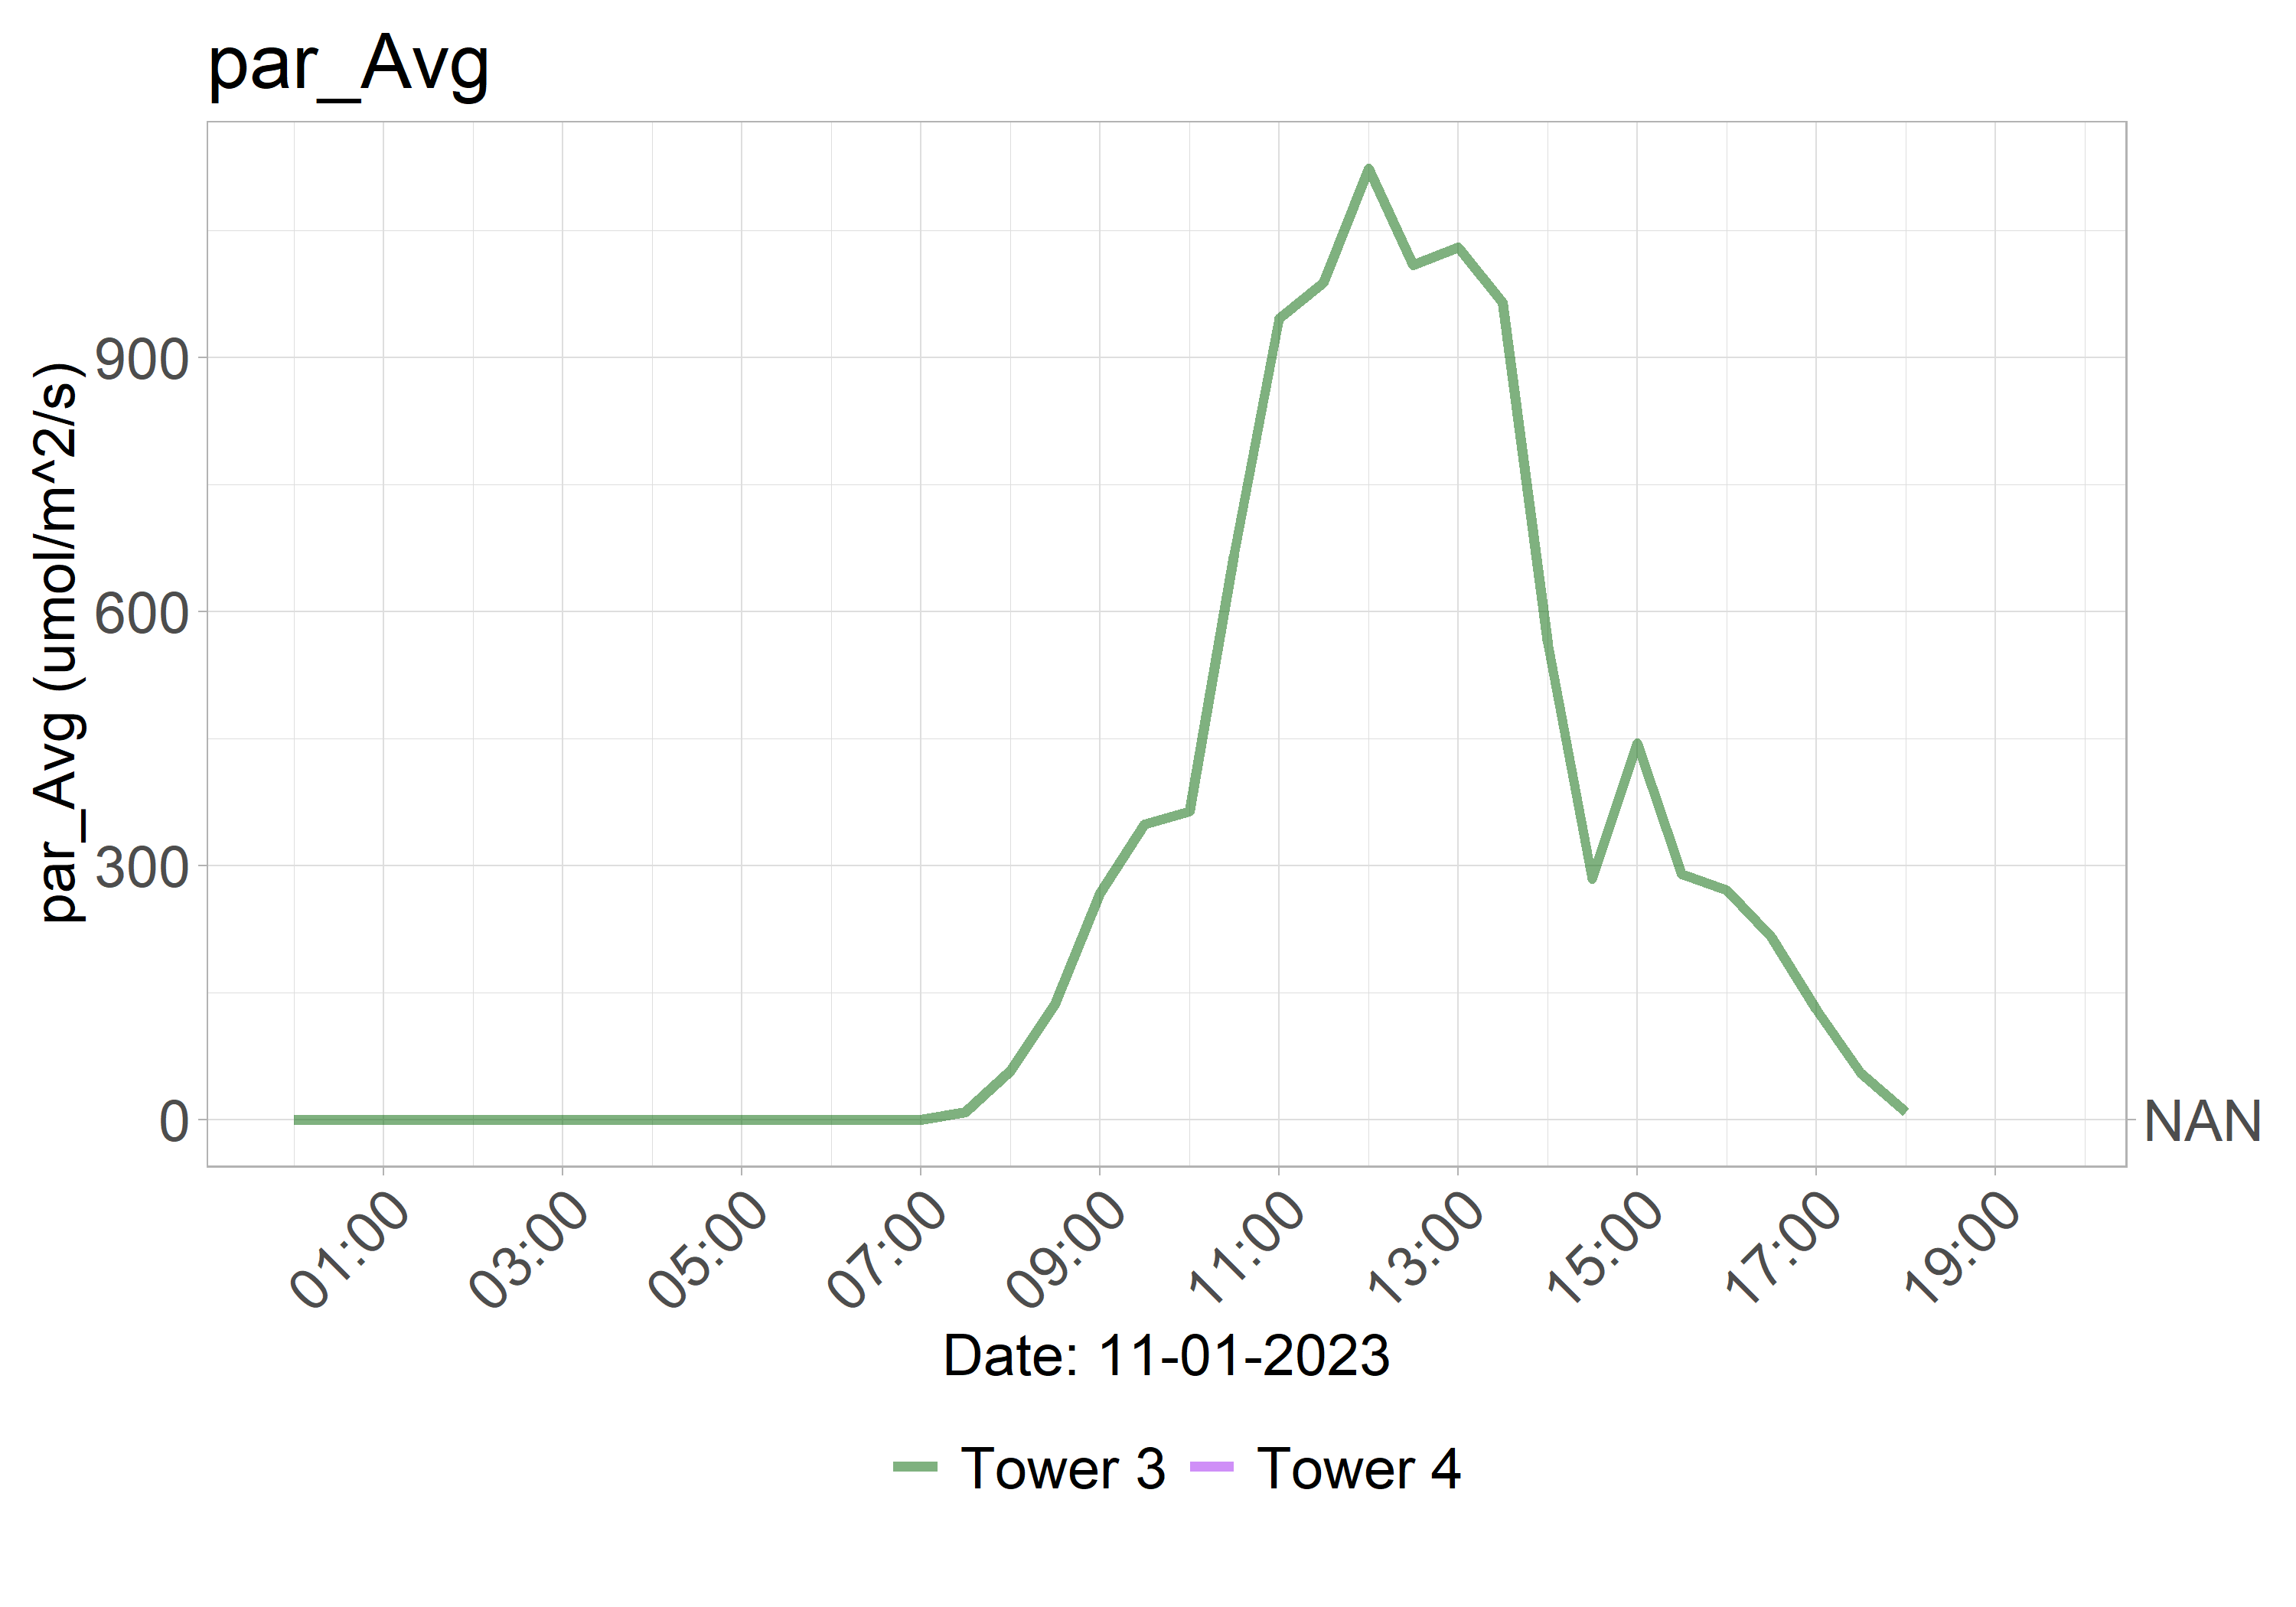 par_Avg
par_Avg (umol/m^2/s)
900
600
300
0
NAN
01:00 03:00 05:00 07:00 09:00 11:00 13:00 15:00 17:00 19:00
Date: 11-01-2023
Tower 3 Tower 4